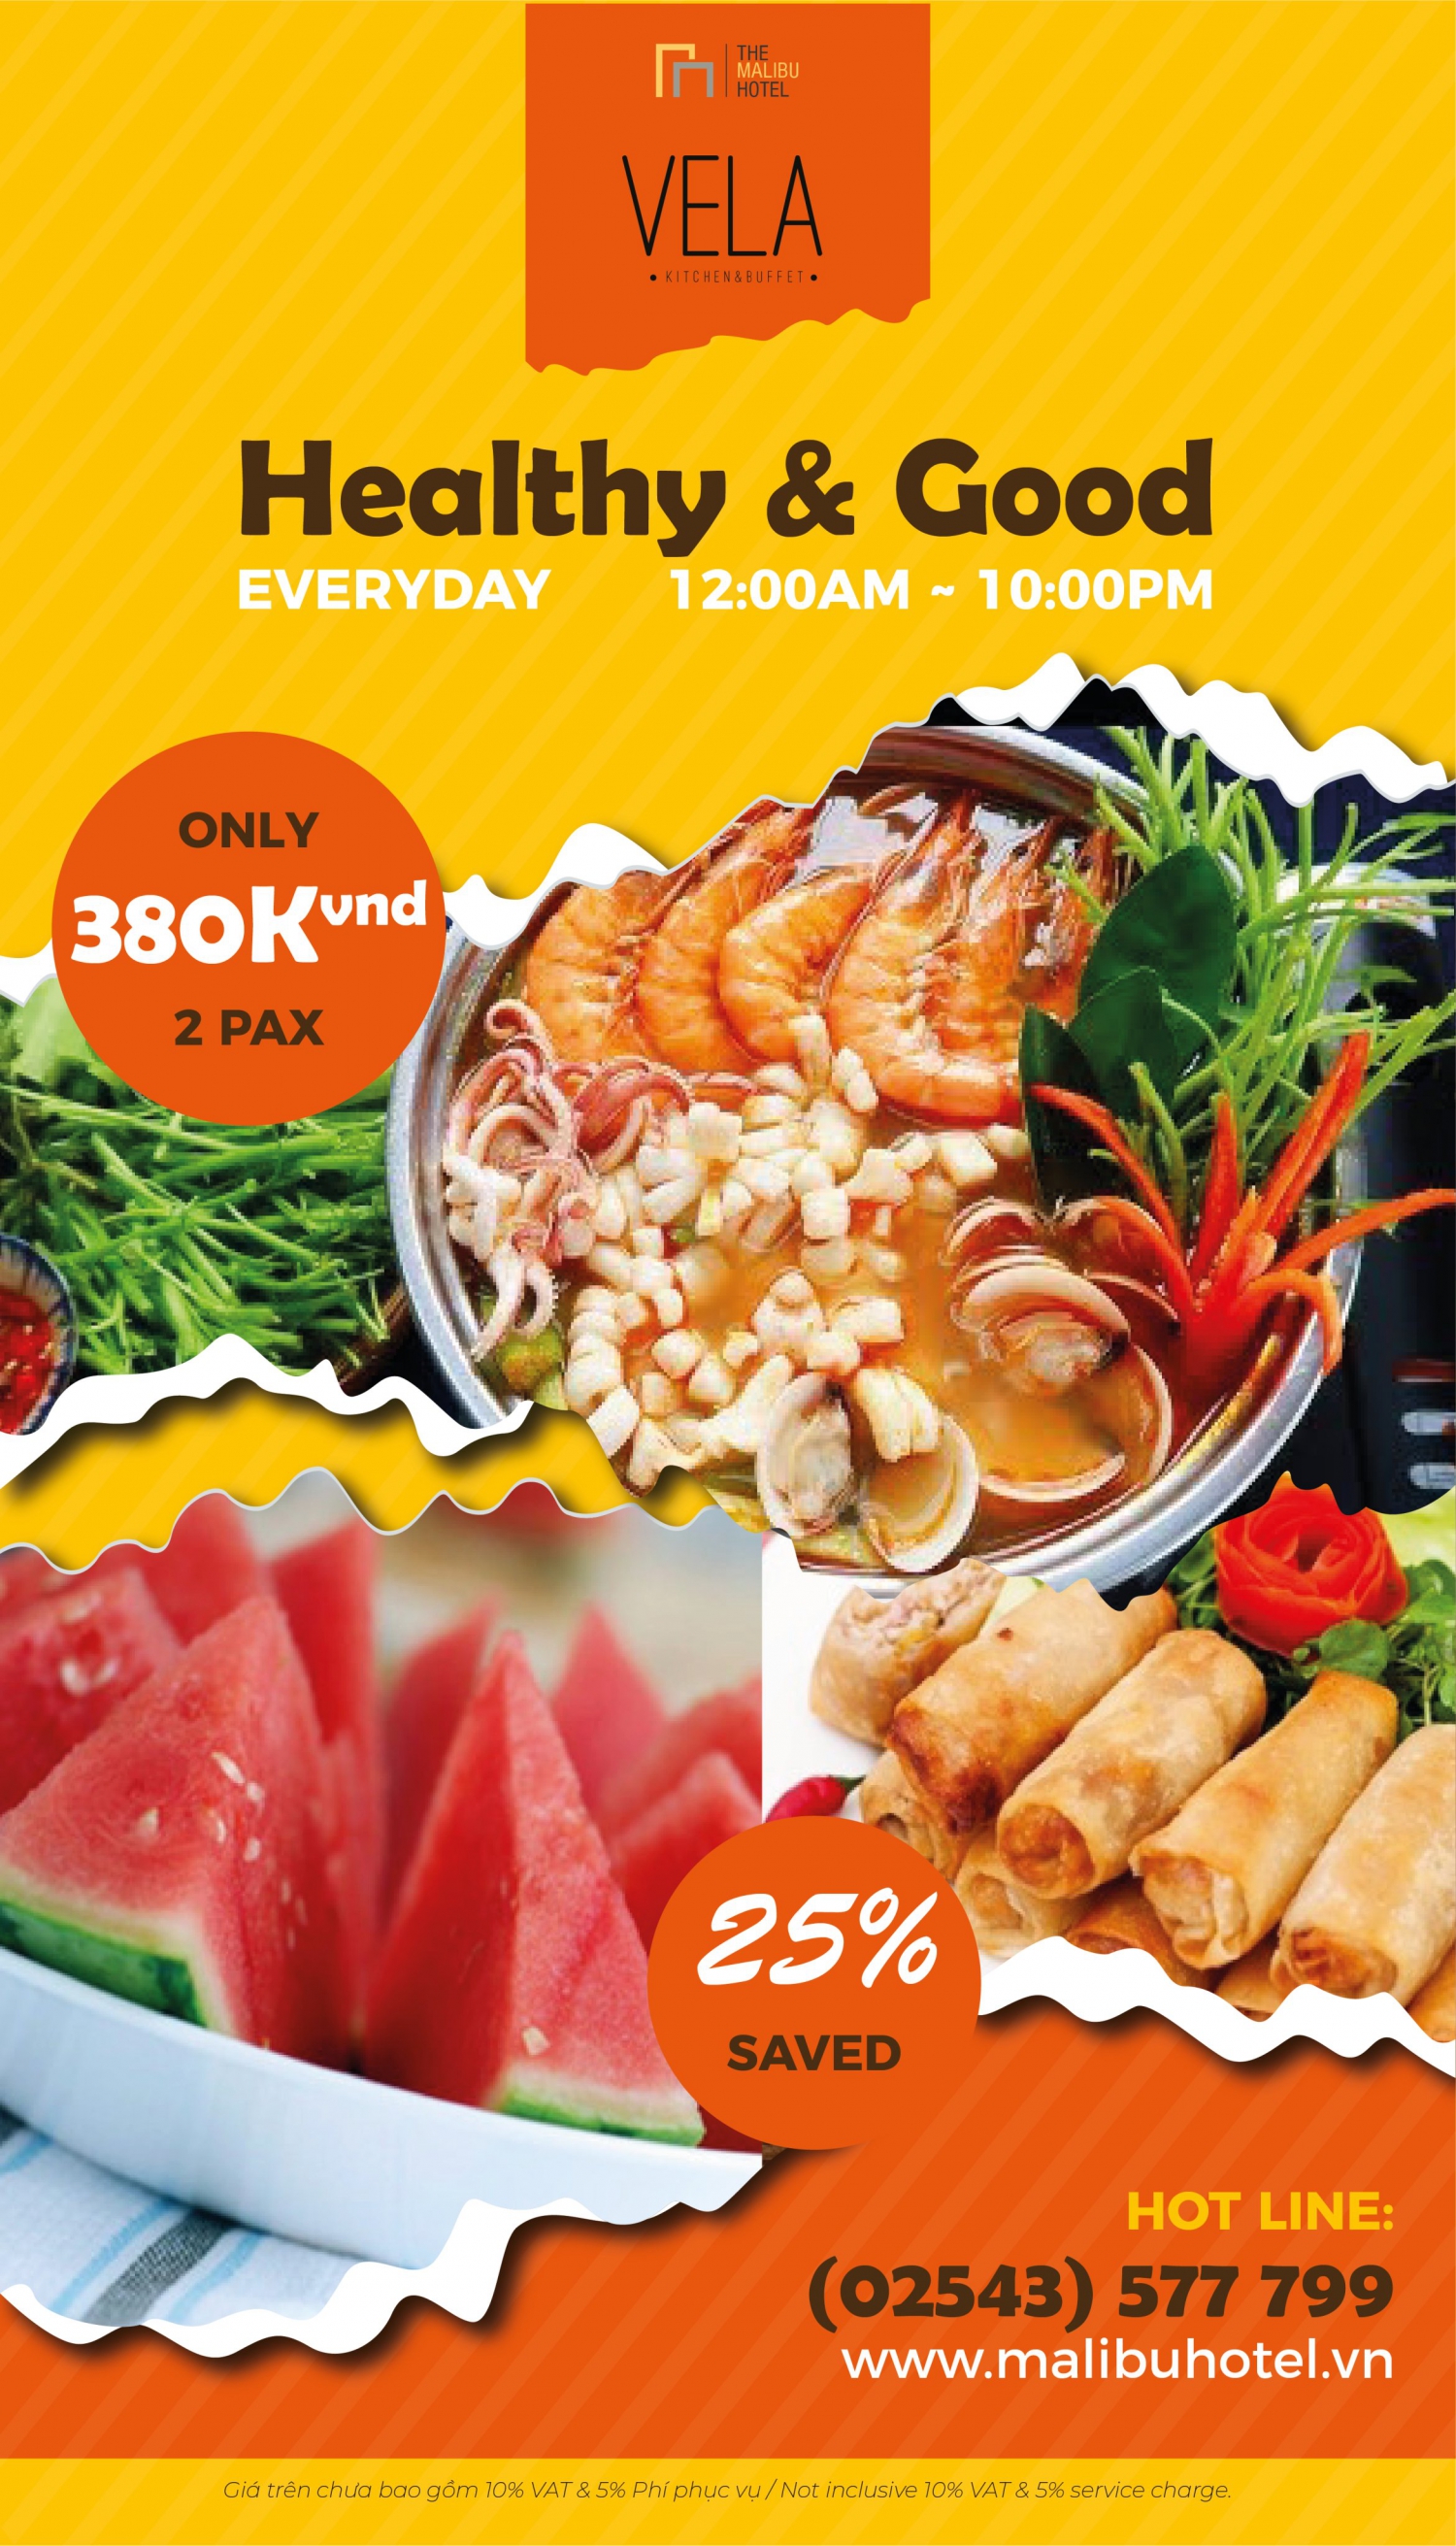 THE
MALIBU
HOTEL
VELA
• KITCHEN&BUFFET •
Healthy & Good
EVERYDAY 12:00AM ~ 10:00PM
ONLY
380Kvnd
2 PAX
25%
SAVED
HOT LINE:
(02543) 577 799
www.malibuhotel.vn
Giá trên chưa bao gồm 10% VAT & 5% Phí phục vụ / Not inclusive 10% VAT & 5% service charge.